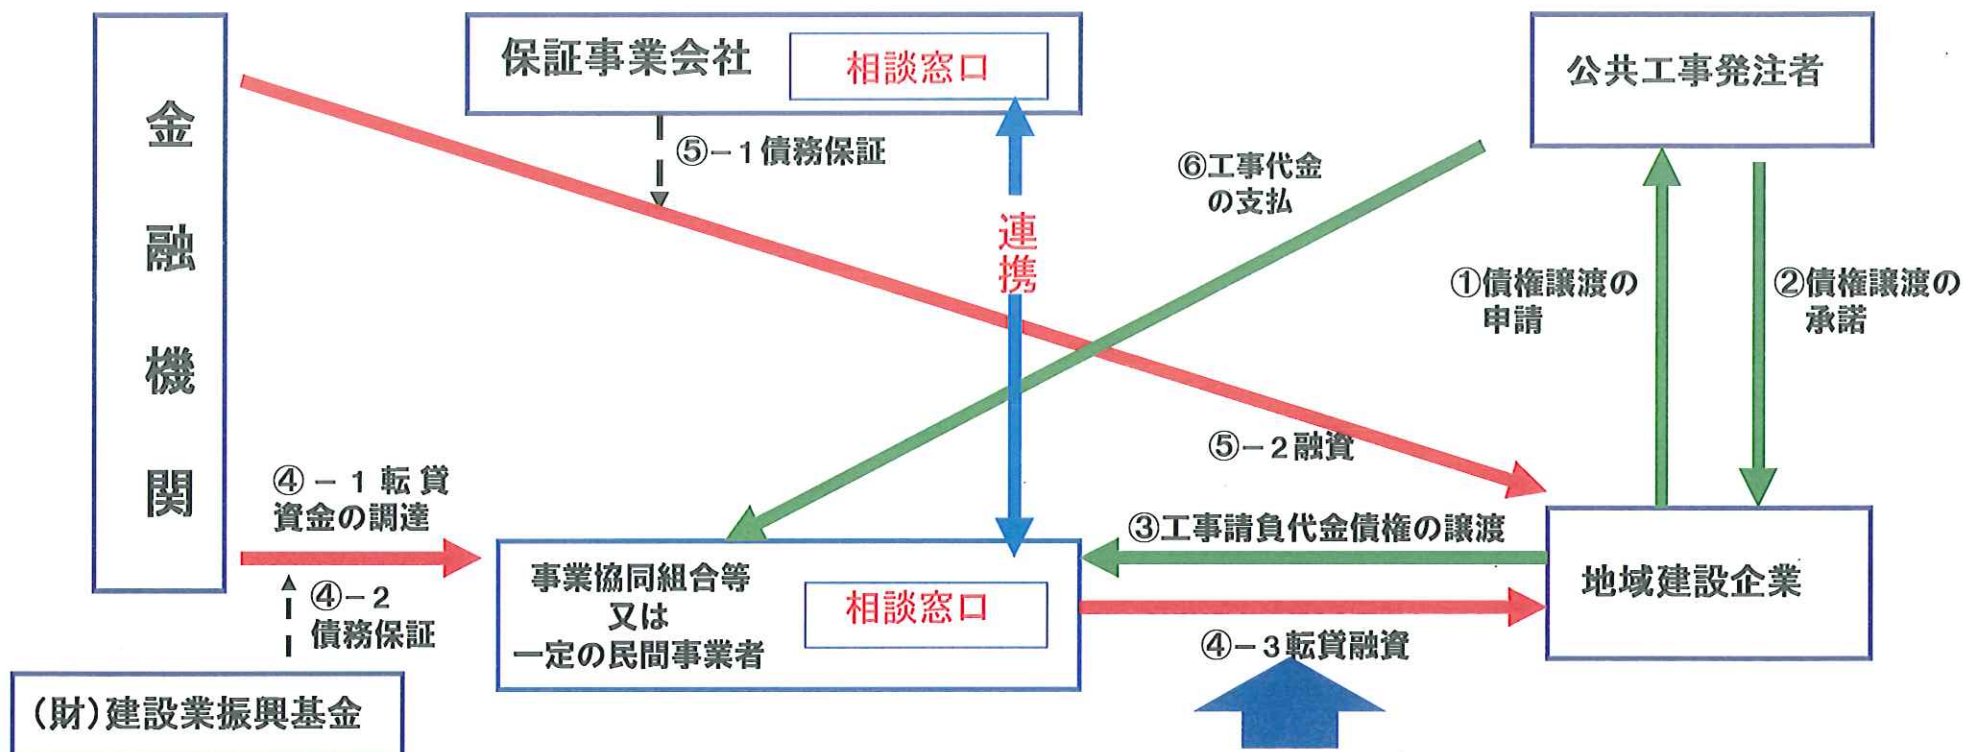 金融機関
保証事業会社
相談窓口
公共工事発注者
⑤－1債務保証
⑥工事代金
の支払
連携
①債権譲渡の
申請
②債権譲渡の
承諾
⑤－2融資
④－1転貸
資金の調達
③工事請負代金債権の譲渡
④－2
債務保証
事業協同組合等
又は
一定の民間事業者
相談窓口
地域建設企業
④－3転貸融資
(財)建設業振興基金